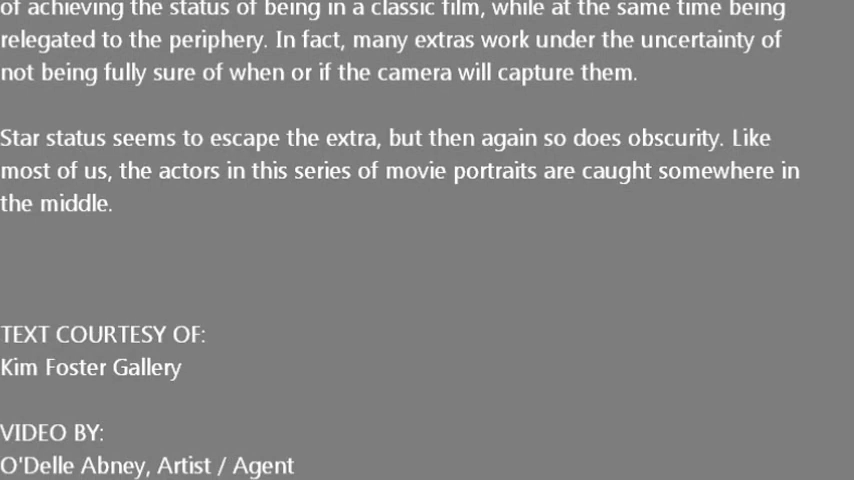 of achieving the status of being in a classic film, while at the same time being
relegated to the periphery. In fact, many extras work under the uncertainty of
not being fully sure of when or if the camera will capture them.
Star status seems to escape the extra, but then again so does obscurity. Like
most of us, the actors in this series of movie portraits are caught somewhere in
the middle.
TEXT COURTESY OF:
Kim Foster Gallery
VIDEO BY:
O'Delle Abney, Artist / Agent